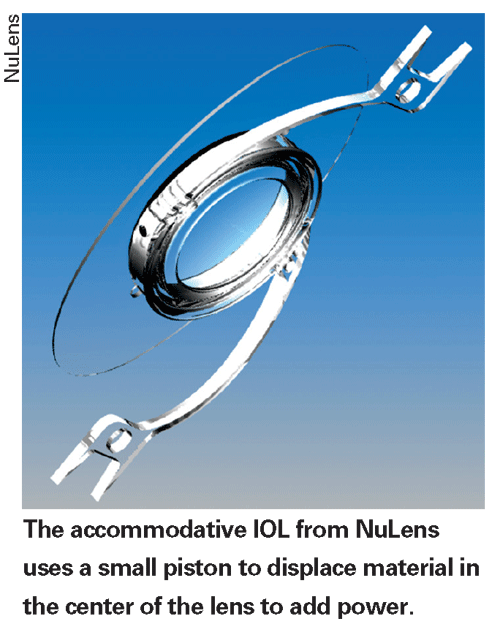 NuLens
The accommodative IOL from NuLens
uses a small piston to displace material in
the center of the lens to add power.